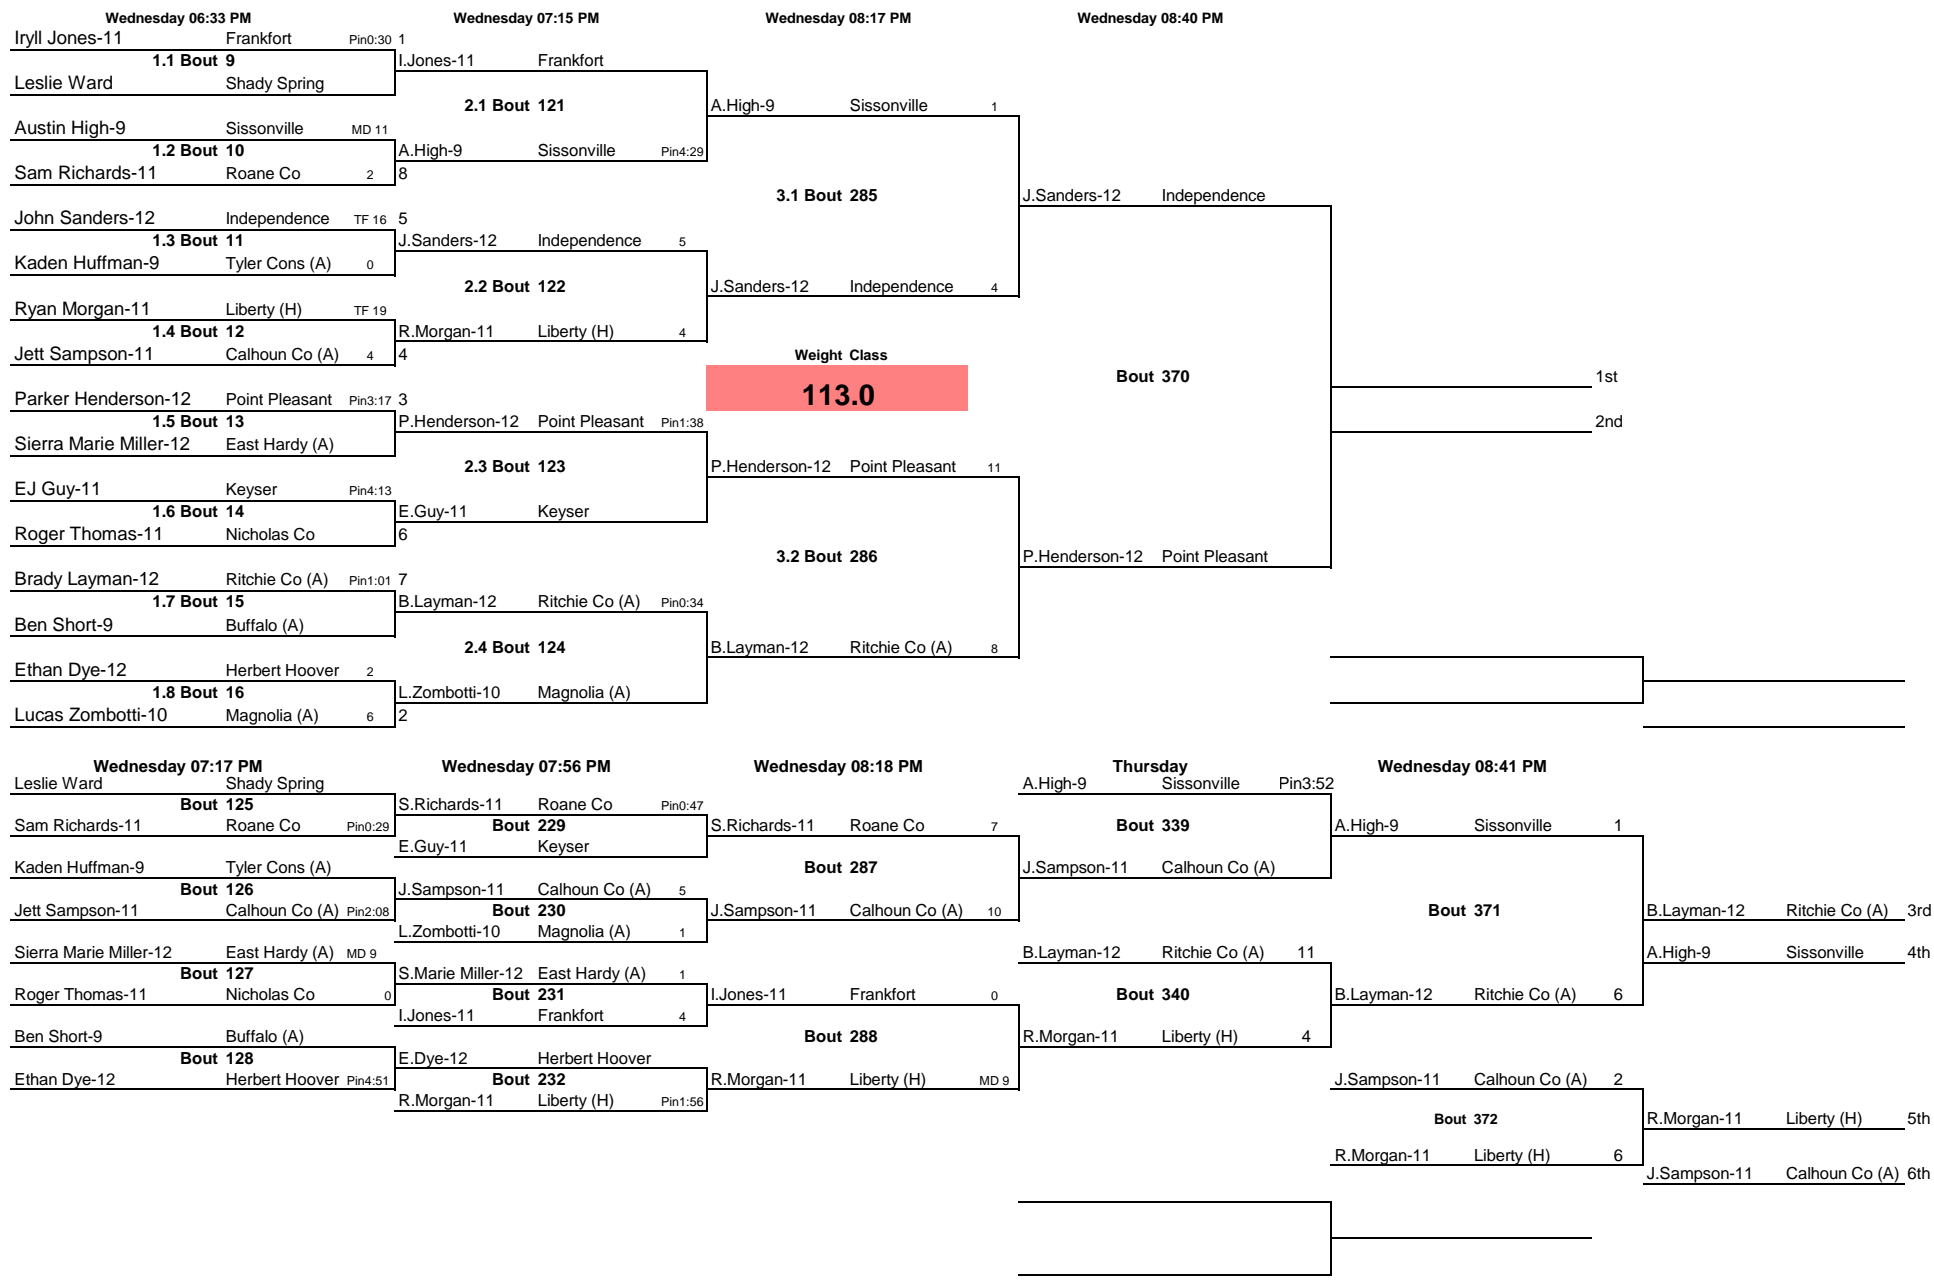 Wednesday 06:33 PM Wednesday 07:15 PM Wednesday 08:17 PM Wednesday 08:40 PM
Iryll Jones-11 Frankfort Pin0:30 1
1.1 Bout 9 I.Jones-11 Frankfort
Leslie Ward Shady Spring
2.1 Bout 121 A.High-9 Sissonville 1
Austin High-9 Sissonville MD 11
1.2 Bout 10 A.High-9 Sissonville Pin4:29
Sam Richards-11 Roane Co 2 8
3.1 Bout 285 J.Sanders-12 Independence
John Sanders-12 Independence TF 16 5
1.3 Bout 11 J.Sanders-12 Independence 5
Kaden Huffman-9 Tyler Cons (A) 0
2.2 Bout 122 J.Sanders-12 Independence 4
Ryan Morgan-11 Liberty (H) TF 19
1.4 Bout 12 R.Morgan-11 Liberty (H) 4
Jett Sampson-11 Calhoun Co (A) 4 4 Weight Class
Bout 370 1st
Parker Henderson-12 Point Pleasant Pin3:17 3 113.0
1.5 Bout 13 P.Henderson-12 Point Pleasant Pin1:38 2nd
Sierra Marie Miller-12 East Hardy (A)
2.3 Bout 123 P.Henderson-12 Point Pleasant 11
EJ Guy-11 Keyser Pin4:13
1.6 Bout 14 E.Guy-11 Keyser
Roger Thomas-11 Nicholas Co 6
3.2 Bout 286 P.Henderson-12 Point Pleasant
Brady Layman-12 Ritchie Co (A) Pin1:01 7
1.7 Bout 15 B.Layman-12 Ritchie Co (A) Pin0:34
Ben Short-9 Buffalo (A)
2.4 Bout 124 B.Layman-12 Ritchie Co (A) 8
Ethan Dye-12 Herbert Hoover 2
1.8 Bout 16 L.Zombotti-10 Magnolia (A)
Lucas Zombotti-10 Magnolia (A) 6 2
Wednesday 07:17 PM Wednesday 07:56 PM Wednesday 08:18 PM Thursday Wednesday 08:41 PM
Leslie Ward Shady Spring A.High-9 Sissonville Pin3:52
Bout 125 S.Richards-11 Roane Co Pin0:47
Sam Richards-11 Roane Co Pin0:29 Bout 229 S.Richards-11 Roane Co 7 Bout 339 A.High-9 Sissonville 1
E.Guy-11 Keyser
Kaden Huffman-9 Tyler Cons (A) Bout 287 J.Sampson-11 Calhoun Co (A)
Bout 126 J.Sampson-11 Calhoun Co (A) 5
Jett Sampson-11 Calhoun Co (A) Pin2:08 Bout 230 J.Sampson-11 Calhoun Co (A) 10 Bout 371 B.Layman-12 Ritchie Co (A) 3rd
L.Zombotti-10 Magnolia (A) 1
Sierra Marie Miller-12 East Hardy (A) MD 9 B.Layman-12 Ritchie Co (A) 11 A.High-9 Sissonville 4th
Bout 127 S.Marie Miller-12 East Hardy (A) 1
Roger Thomas-11 Nicholas Co 0 Bout 231 I.Jones-11 Frankfort 0 Bout 340 B.Layman-12 Ritchie Co (A) 6
I.Jones-11 Frankfort 4
Ben Short-9 Buffalo (A) Bout 288 R.Morgan-11 Liberty (H) 4
Bout 128 E.Dye-12 Herbert Hoover
Ethan Dye-12 Herbert Hoover Pin4:51 Bout 232 R.Morgan-11 Liberty (H) MD 9 J.Sampson-11 Calhoun Co (A) 2
R.Morgan-11 Liberty (H) Pin1:56
Bout 372 R.Morgan-11 Liberty (H) 5th
R.Morgan-11 Liberty (H) 6
J.Sampson-11 Calhoun Co (A) 6th